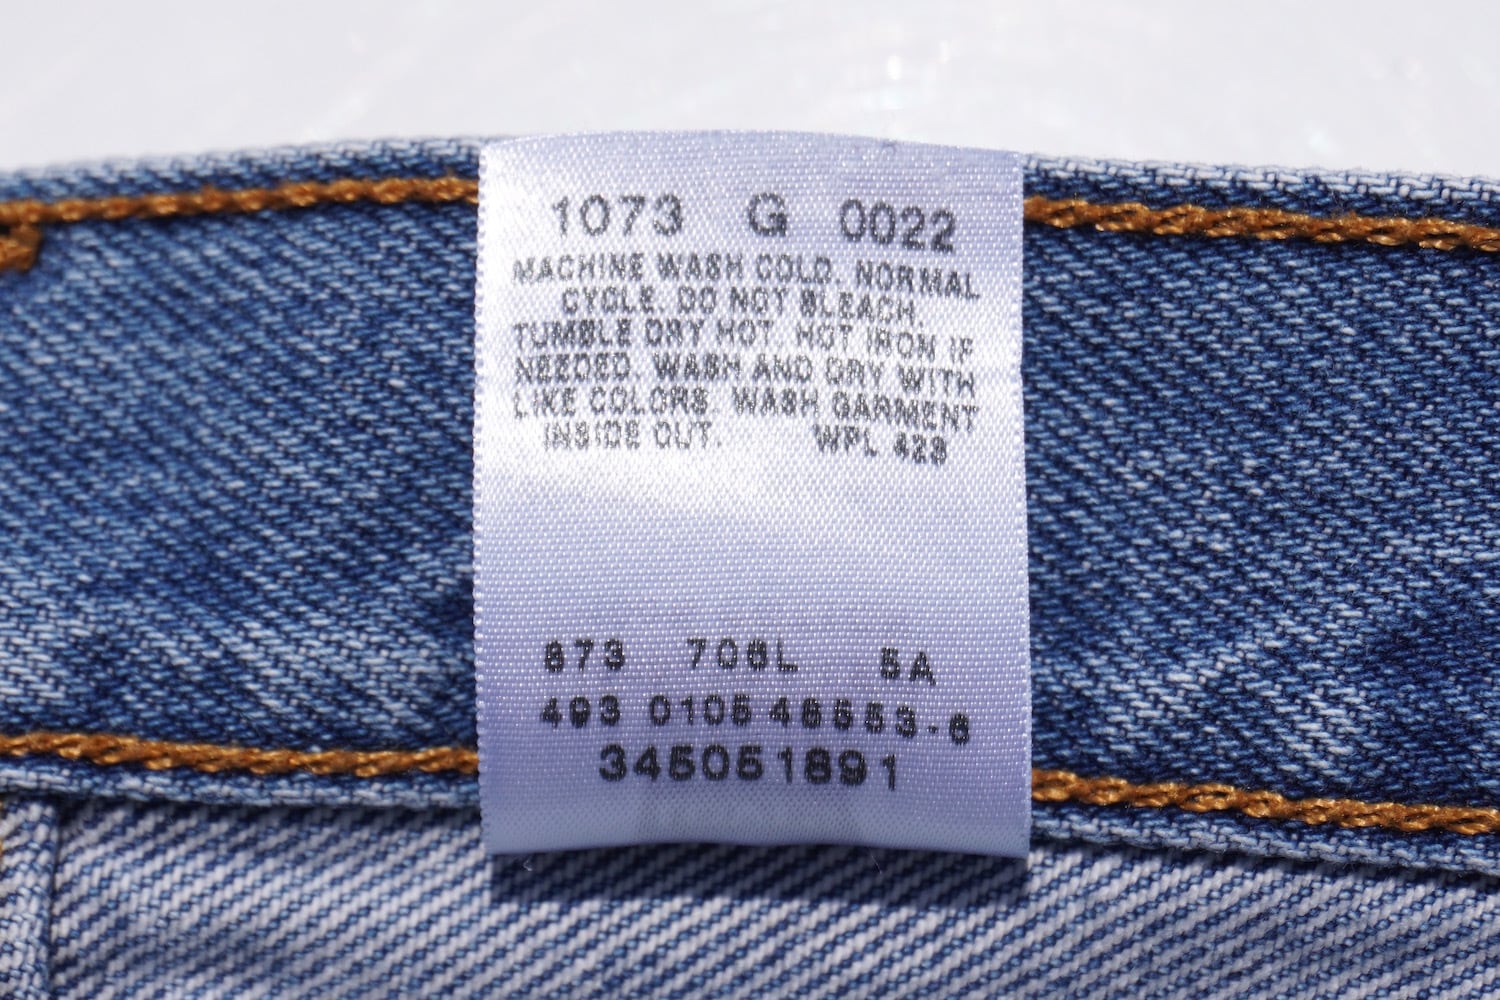 1073 G 0022
MACHINE WASH COLD. NORMAL
CYCLE. DO NOT BLEACH.
TUMBLE DRY HOT. HOT IRON IF
NEEDED. WASH AND DRY WITH
LIKE COLORS. WASH GARMENT
INSIDE OUT. WPL 423
873 706L 5A
493 0105 48553-6
345051891